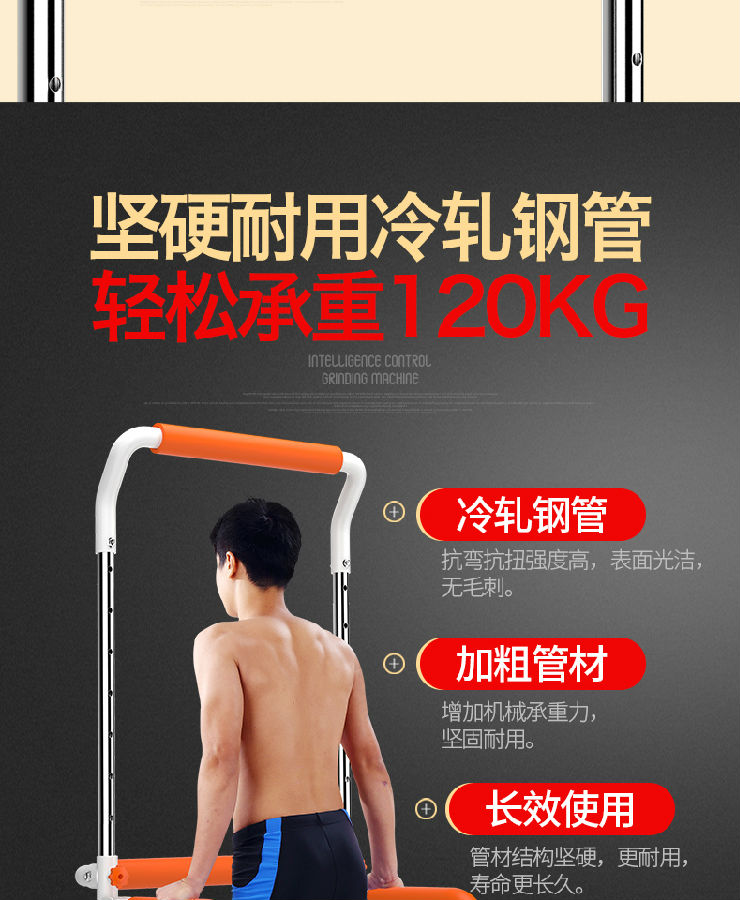 坚硬耐用冷轧钢管
轻松承重120KG
INTELLIGENCE CONTROL
GRINDING MACHINE
冷轧钢管
抗弯抗扭强度高，表面光洁，
无毛刺。
加粗管材
增加机械承重力，
坚固耐用。
长效使用
管材结构坚硬，更耐用，
寿命更长久。